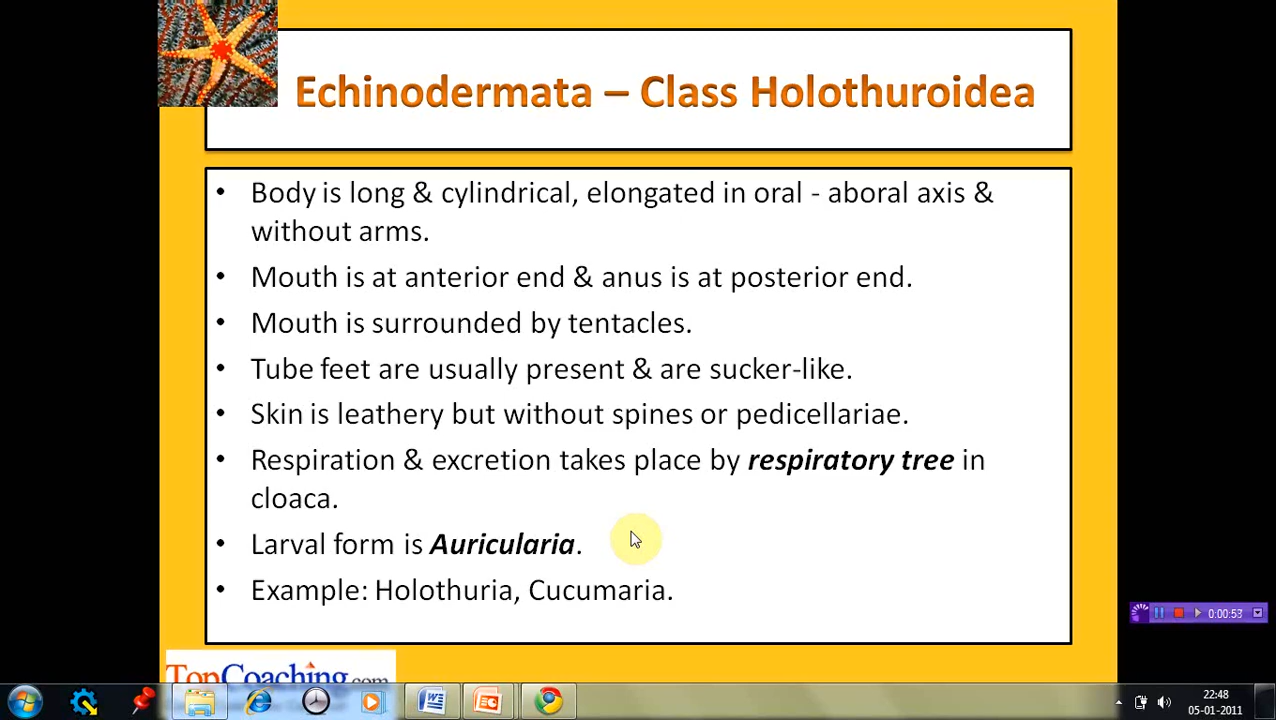 Echinodermata – Class Holothuroidea
• Body is long & cylindrical, elongated in oral - aboral axis &
without arms.
• Mouth is at anterior end & anus is at posterior end.
• Mouth is surrounded by tentacles.
• Tube feet are usually present & are sucker-like.
• Skin is leathery but without spines or pedicellariae.
• Respiration & excretion takes place by respiratory tree in
cloaca.
• Larval form is Auricularia.
• Example: Holothuria, Cucumaria.
0:00:53
TopCoaching.com
22:48
05-01-2011